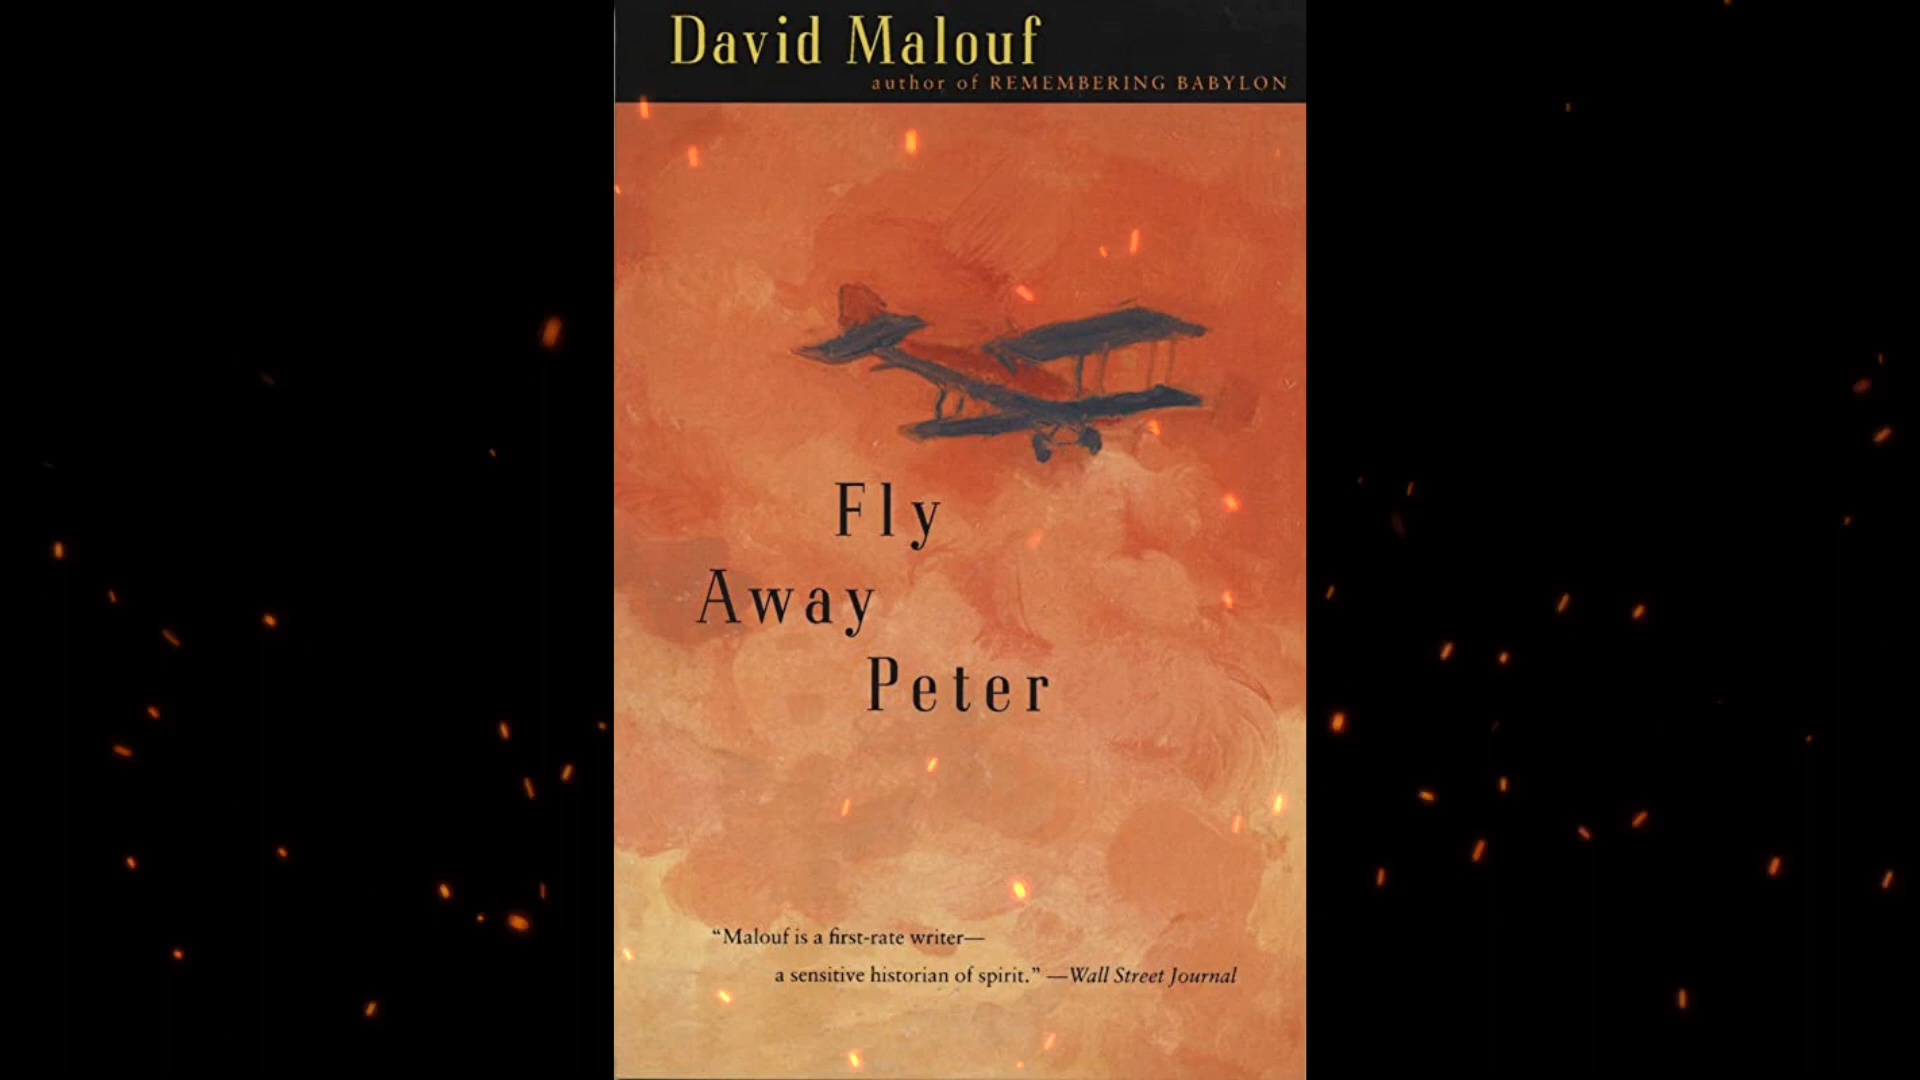 David Malouf
author of REMEMBERING BABYLON
Fly
Away
Peter
“Malouf is a first-rate writer—
a sensitive historian of spirit.” —Wall Street Journal